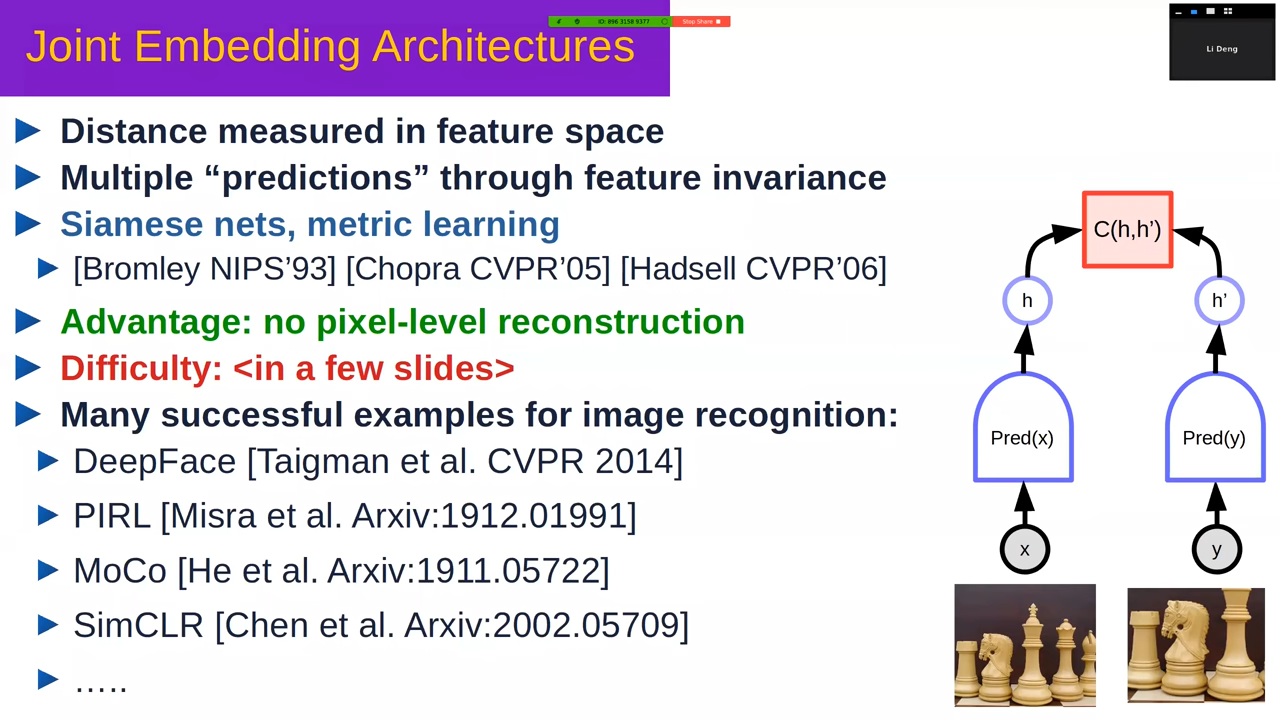 ID: 896 3158 9377 Stop Share
Li Deng
Joint Embedding Architectures
Distance measured in feature space
Multiple “predictions” through feature invariance
Siamese nets, metric learning
[Bromley NIPS’93] [Chopra CVPR’05] [Hadsell CVPR’06]
Advantage: no pixel-level reconstruction
Difficulty: <in a few slides>
Many successful examples for image recognition:
DeepFace [Taigman et al. CVPR 2014]
PIRL [Misra et al. Arxiv:1912.01991]
MoCo [He et al. Arxiv:1911.05722]
SimCLR [Chen et al. Arxiv:2002.05709]
…..
C(h,h’)
h h’
Pred(x) Pred(y)
x y